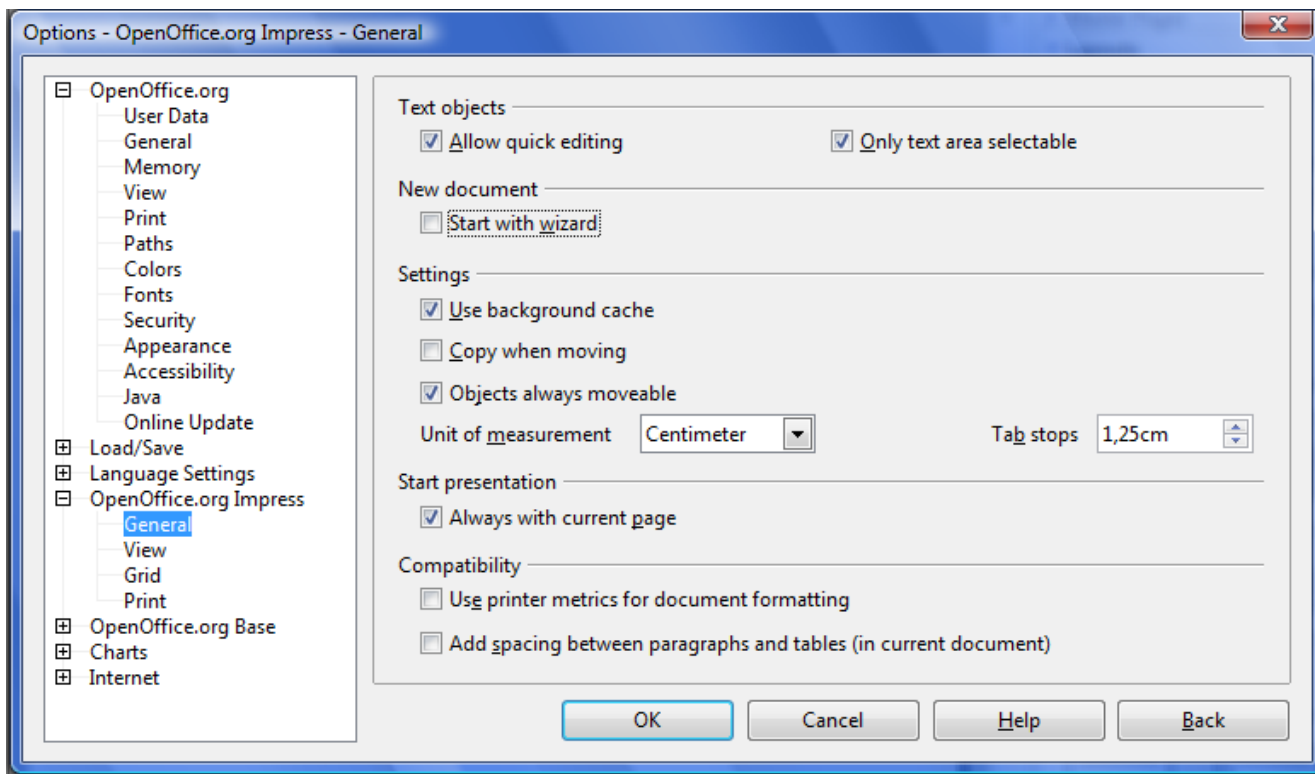 Options - OpenOffice.org Impress - General
OpenOffice.org
User Data
General
Memory
View
Print
Paths
Colors
Fonts
Security
Appearance
Accessibility
Java
Online Update
Load/Save
Language Settings
OpenOffice.org Impress
General
View
Grid
Print
OpenOffice.org Base
Charts
Internet
Text objects
Allow quick editing Only text area selectable
New document
Start with wizard
Settings
Use background cache
Copy when moving
Objects always moveable
Unit of measurement Centimeter Tab stops 1,25cm
Start presentation
Always with current page
Compatibility
Use printer metrics for document formatting
Add spacing between paragraphs and tables (in current document)
OK Cancel Help Back